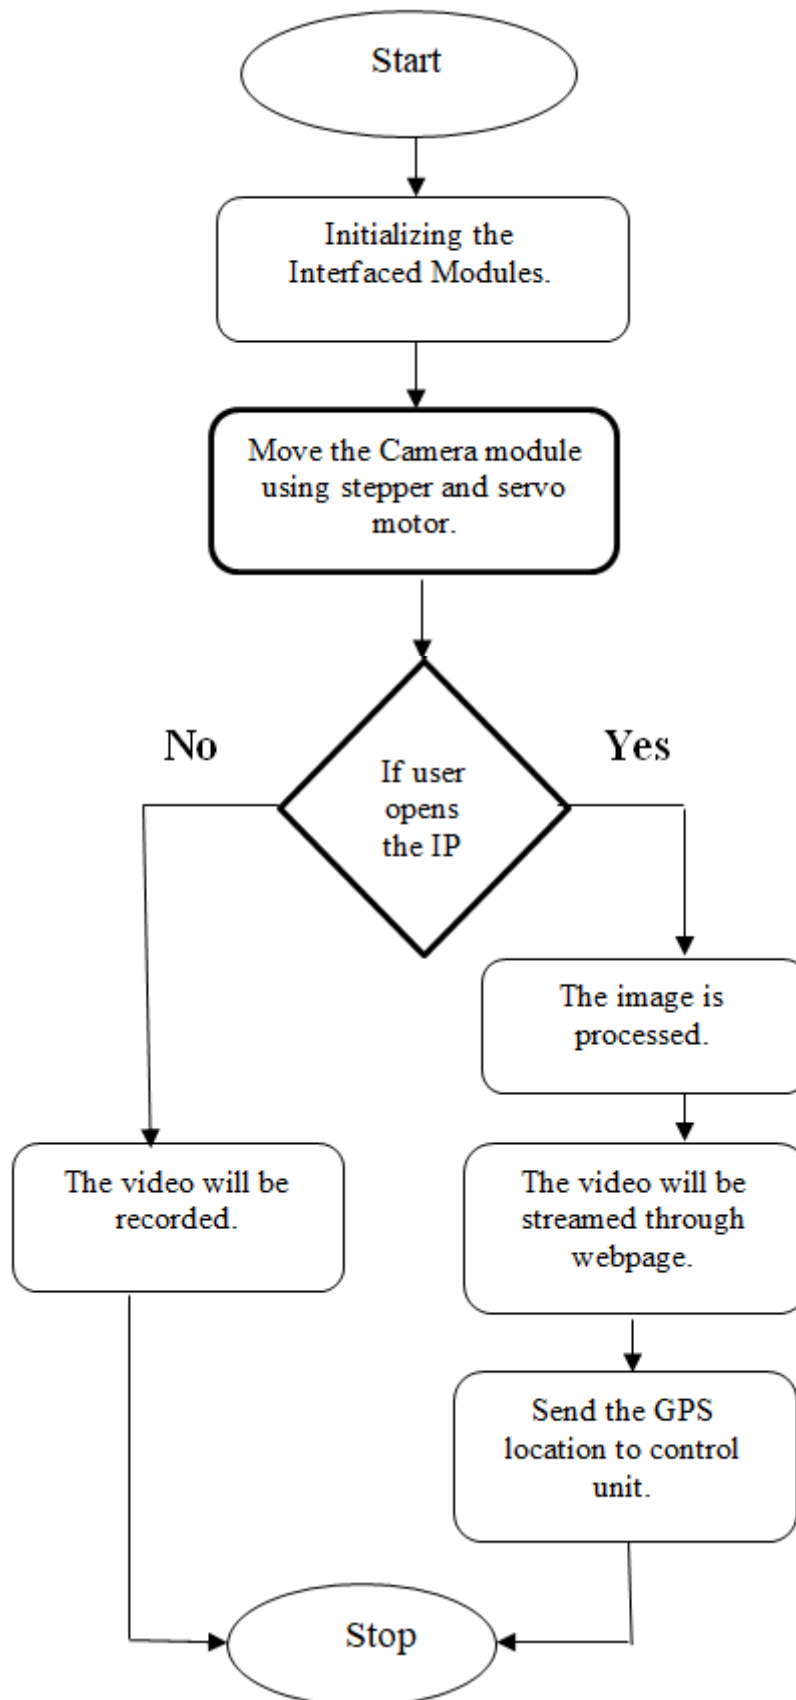 Start
Initializing the
Interfaced Modules.
Move the Camera module
using stepper and servo
motor.
No
Yes
If user
opens
the IP
The image is
processed.
The video will be
recorded.
The video will be
streamed through
webpage.
Send the GPS
location to control
unit.
Stop